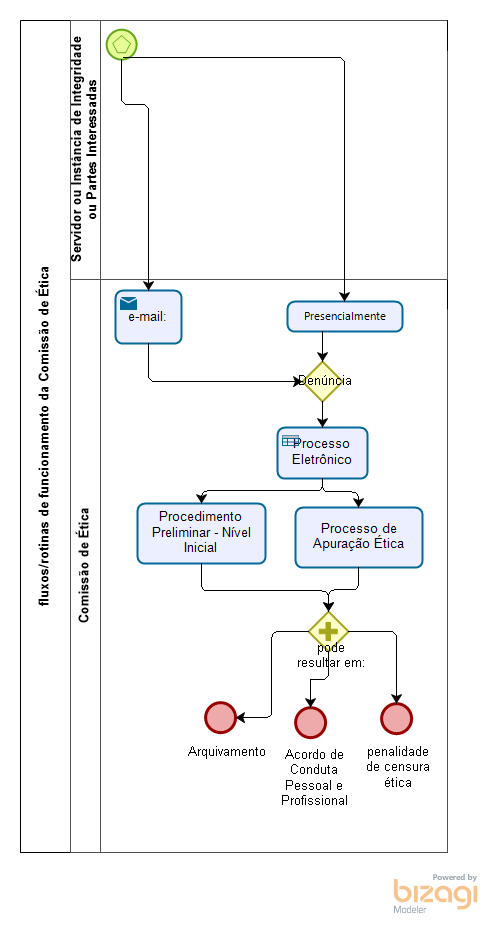 fluxos/rotinas de funcionamento da Comissão de Ética
Servidor ou Instância de Integridade
ou Partes Interessadas
Comissão de Ética
e-mail:
Presencialmente
Denúncia
Processo
Eletrônico
Procedimento
Preliminar - Nível
Inicial
Processo de
Apuração Ética
pode
resultar em:
Arquivamento
Acordo de
Conduta
Pessoal e
Profissional
penalidade
de censura
ética
Powered by
bizagi
Modeler